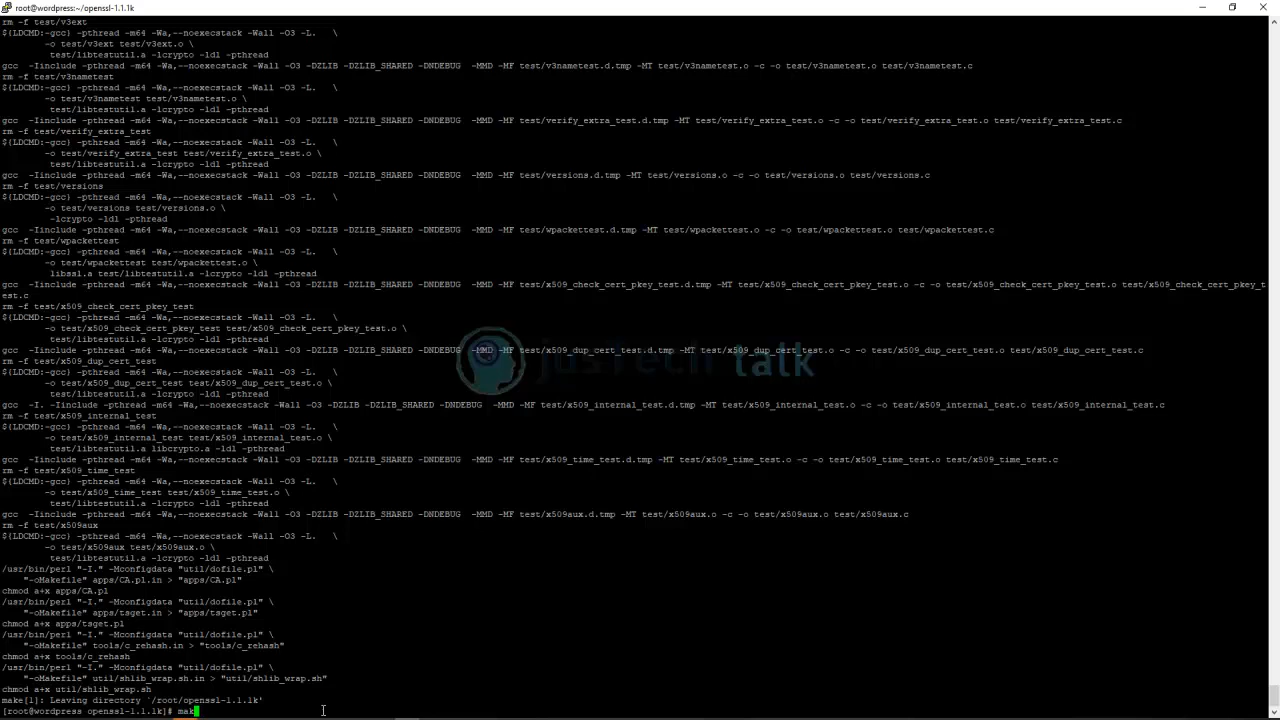 root@wordpress:~/openssl-1.1.1k
rm -f test/v3ext
${LDCMD:-gcc} -pthread -m64 -Wa,--noexecstack -Wall -O3 -L.   \
        -o test/v3ext test/v3ext.o \
         test/libtestutil.a -lcrypto -ldl -pthread
gcc  -Iinclude -pthread -m64 -Wa,--noexecstack -Wall -O3 -DZLIB -DZLIB_SHARED -DNDEBUG  -MMD -MF test/v3nametest.d.tmp -MT test/v3nametest.o -c -o test/v3nametest.o test/v3nametest.c
rm -f test/v3nametest
${LDCMD:-gcc} -pthread -m64 -Wa,--noexecstack -Wall -O3 -L.   \
        -o test/v3nametest test/v3nametest.o \
         test/libtestutil.a -lcrypto -ldl -pthread
gcc  -Iinclude -pthread -m64 -Wa,--noexecstack -Wall -O3 -DZLIB -DZLIB_SHARED -DNDEBUG  -MMD -MF test/verify_extra_test.d.tmp -MT test/verify_extra_test.o -c -o test/verify_extra_test.o test/verify_extra_test.c
rm -f test/verify_extra_test
${LDCMD:-gcc} -pthread -m64 -Wa,--noexecstack -Wall -O3 -L.   \
        -o test/verify_extra_test test/verify_extra_test.o \
         test/libtestutil.a -lcrypto -ldl -pthread
gcc  -Iinclude -pthread -m64 -Wa,--noexecstack -Wall -O3 -DZLIB -DZLIB_SHARED -DNDEBUG  -MMD -MF test/versions.d.tmp -MT test/versions.o -c -o test/versions.o test/versions.c
rm -f test/versions
${LDCMD:-gcc} -pthread -m64 -Wa,--noexecstack -Wall -O3 -L.   \
        -o test/versions test/versions.o \
         -lcrypto -ldl -pthread
gcc  -Iinclude -pthread -m64 -Wa,--noexecstack -Wall -O3 -DZLIB -DZLIB_SHARED -DNDEBUG  -MMD -MF test/wpackettest.d.tmp -MT test/wpackettest.o -c -o test/wpackettest.o test/wpackettest.c
rm -f test/wpackettest
${LDCMD:-gcc} -pthread -m64 -Wa,--noexecstack -Wall -O3 -L.   \
        -o test/wpackettest test/wpackettest.o \
         libssl.a test/libtestutil.a -lcrypto -ldl -pthread
gcc  -Iinclude -pthread -m64 -Wa,--noexecstack -Wall -O3 -DZLIB -DZLIB_SHARED -DNDEBUG  -MMD -MF test/x509_check_cert_pkey_test.d.tmp -MT test/x509_check_cert_pkey_test.o -c -o test/x509_check_cert_pkey_test.o test/x509_check_cert_pkey_t
est.c
rm -f test/x509_check_cert_pkey_test
${LDCMD:-gcc} -pthread -m64 -Wa,--noexecstack -Wall -O3 -L.   \
        -o test/x509_check_cert_pkey_test test/x509_check_cert_pkey_test.o \
         test/libtestutil.a -lcrypto -ldl -pthread
gcc  -Iinclude -pthread -m64 -Wa,--noexecstack -Wall -O3 -DZLIB -DZLIB_SHARED -DNDEBUG  -MMD -MF test/x509_dup_cert_test.d.tmp -MT test/x509_dup_cert_test.o -c -o test/x509_dup_cert_test.o test/x509_dup_cert_test.c
rm -f test/x509_dup_cert_test
${LDCMD:-gcc} -pthread -m64 -Wa,--noexecstack -Wall -O3 -L.   \
        -o test/x509_dup_cert_test test/x509_dup_cert_test.o \
         test/libtestutil.a -lcrypto -ldl -pthread
jusTech talk
gcc  -I. -Iinclude -pthread -m64 -Wa,--noexecstack -Wall -O3 -DZLIB -DZLIB_SHARED -DNDEBUG  -MMD -MF test/x509_internal_test.d.tmp -MT test/x509_internal_test.o -c -o test/x509_internal_test.o test/x509_internal_test.c
rm -f test/x509_internal_test
${LDCMD:-gcc} -pthread -m64 -Wa,--noexecstack -Wall -O3 -L.   \
        -o test/x509_internal_test test/x509_internal_test.o \
         test/libtestutil.a libcrypto.a -ldl -pthread
gcc  -Iinclude -pthread -m64 -Wa,--noexecstack -Wall -O3 -DZLIB -DZLIB_SHARED -DNDEBUG  -MMD -MF test/x509_time_test.d.tmp -MT test/x509_time_test.o -c -o test/x509_time_test.o test/x509_time_test.c
rm -f test/x509_time_test
${LDCMD:-gcc} -pthread -m64 -Wa,--noexecstack -Wall -O3 -L.   \
        -o test/x509_time_test test/x509_time_test.o \
         test/libtestutil.a -lcrypto -ldl -pthread
gcc  -Iinclude -pthread -m64 -Wa,--noexecstack -Wall -O3 -DZLIB -DZLIB_SHARED -DNDEBUG  -MMD -MF test/x509aux.d.tmp -MT test/x509aux.o -c -o test/x509aux.o test/x509aux.c
rm -f test/x509aux
${LDCMD:-gcc} -pthread -m64 -Wa,--noexecstack -Wall -O3 -L.   \
        -o test/x509aux test/x509aux.o \
         test/libtestutil.a -lcrypto -ldl -pthread
/usr/bin/perl "-I." -Mconfigdata "util/dofile.pl" \
    "-oMakefile" apps/CA.pl.in > "apps/CA.pl"
chmod a+x apps/CA.pl
/usr/bin/perl "-I." -Mconfigdata "util/dofile.pl" \
    "-oMakefile" apps/tsget.in > "apps/tsget.pl"
chmod a+x apps/tsget.pl
/usr/bin/perl "-I." -Mconfigdata "util/dofile.pl" \
    "-oMakefile" tools/c_rehash.in > "tools/c_rehash"
chmod a+x tools/c_rehash
/usr/bin/perl "-I." -Mconfigdata "util/dofile.pl" \
    "-oMakefile" util/shlib_wrap.sh.in > "util/shlib_wrap.sh"
chmod a+x util/shlib_wrap.sh
make[1]: Leaving directory `/root/openssl-1.1.1k'
[root@wordpress openssl-1.1.1k]# mak